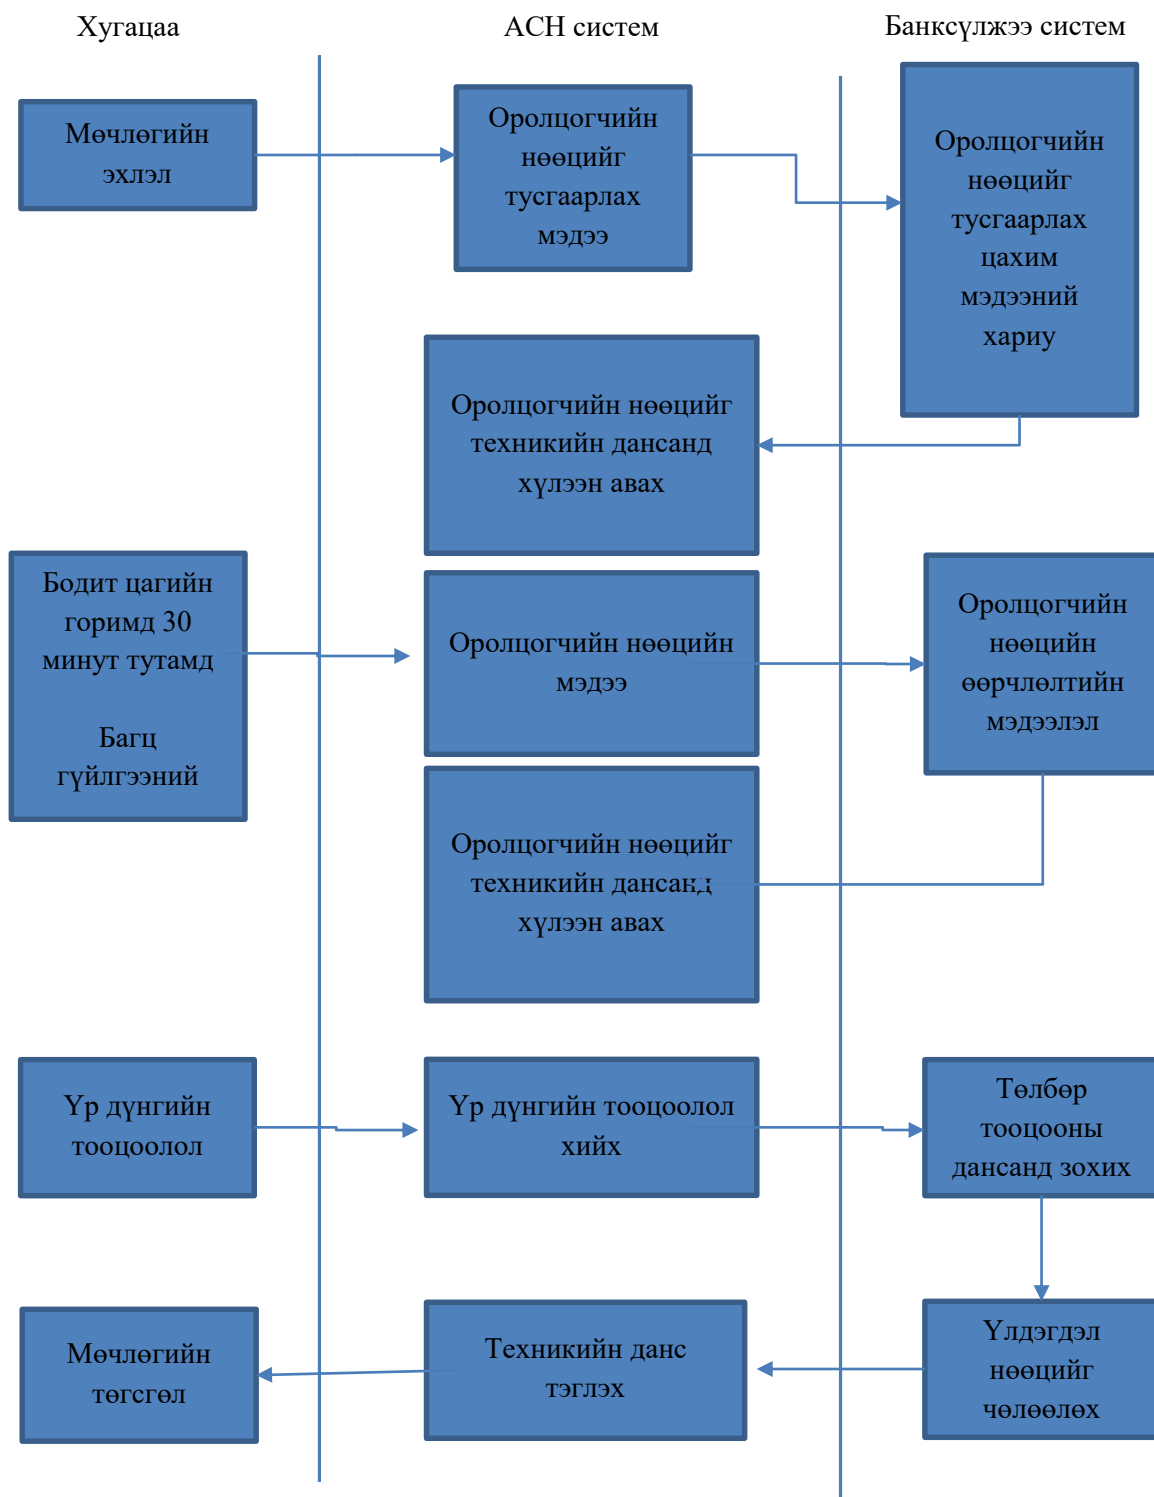 Хугацаа
АСН систем
Банксүлжээ систем
Мөчлөгийн
эхлэл
Оролцогчийн
нөөцийг
тусгаарлах
мэдээ
Оролцогчийн
нөөцийг
тусгаарлах
цахим
мэдээний
хариу
Оролцогчийн нөөцийг
техникийн дансанд
хүлээн авах
Бодит цагийн
горимд 30
минут тутамд
Багц
гүйлгээний
Оролцогчийн нөөцийн
мэдээ
Оролцогчийн
нөөцийн
өөрчлөлтийн
мэдээлэл
Оролцогчийн нөөцийг
техникийн дансанд
хүлээн авах
Үр дүнгийн
тооцоолол
Үр дүнгийн тооцоолол
хийх
Төлбөр
тооцооны
дансанд зохих
Мөчлөгийн
төгсгөл
Техникийн данс
тэглэх
Үлдэгдэл
нөөцийг
чөлөөлөх